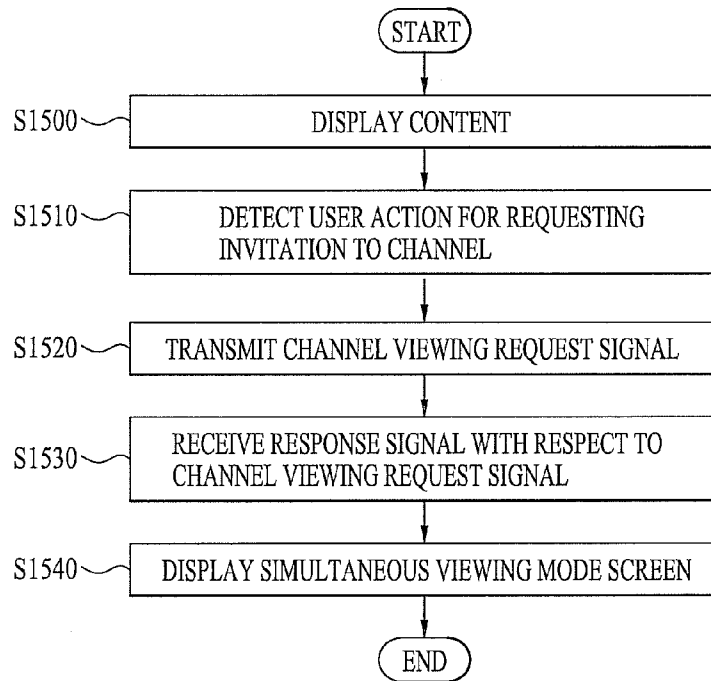 START
S1500
DISPLAY CONTENT
S1510
DETECT USER ACTION FOR REQUESTING
INVITATION TO CHANNEL
S1520
TRANSMIT CHANNEL VIEWING REQUEST SIGNAL
S1530
RECEIVE RESPONSE SIGNAL WITH RESPECT TO
CHANNEL VIEWING REQUEST SIGNAL
S1540
DISPLAY SIMULTANEOUS VIEWING MODE SCREEN
END